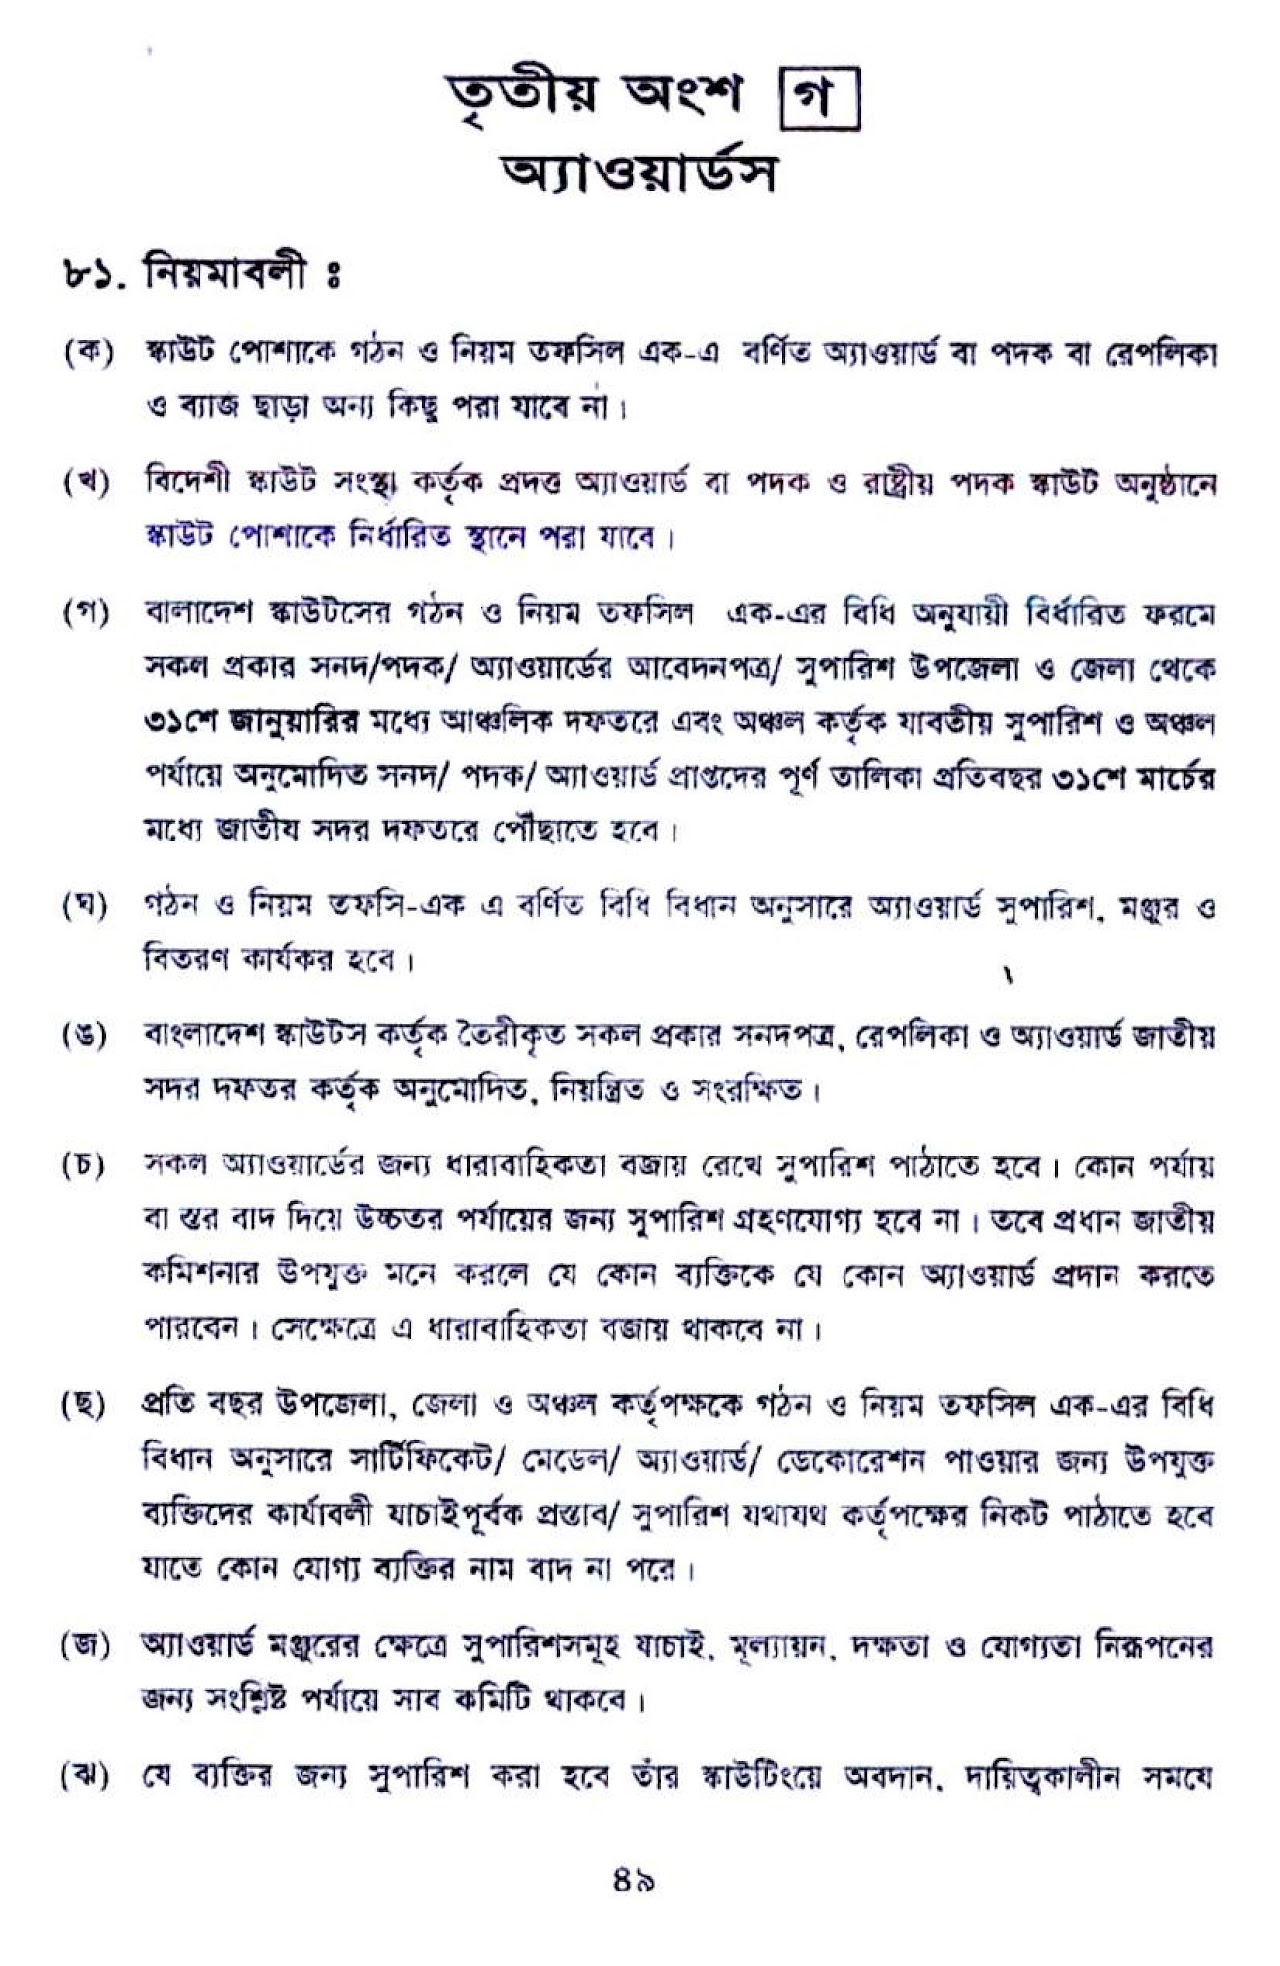 তৃতীয় অংশ গ
অ্যাওয়ার্ডস
৮১. নিয়মাবলী ঃ
(ক) স্কাউট পোশাকে গঠন ও নিয়ম তফসিল এক-এ বর্ণিত অ্যাওয়ার্ড বা পদক বা রেপলিকা
ও ব্যাজ ছাড়া অন্য কিছু পরা যাবে না।
(খ) বিদেশী স্কাউট সংস্থা কর্তৃক প্রদত্ত অ্যাওয়ার্ড বা পদক ও রাষ্ট্রীয় পদক স্কাউট অনুষ্ঠানে
স্কাউট পোশাকে নির্ধারিত স্থানে পরা যাবে।
(গ) বালাদেশ স্কাউটসের গঠন ও নিয়ম তফসিল এক-এর বিধি অনুযায়ী বির্ধারিত ফরমে
সকল প্রকার সনদ/পদক/ অ্যাওয়ার্ডের আবেদনপত্র/ সুপারিশ উপজেলা ও জেলা থেকে
৩১শে জানুয়ারির মধ্যে আঞ্চলিক দফতরে এবং অঞ্চল কর্তৃক যাবতীয় সুপারিশ ও অঞ্চল
পর্যায়ে অনুমোদিত সনদ/ পদক/ অ্যাওয়ার্ড প্রাপ্তদের পূর্ণ তালিকা প্রতিবছর ৩১শে মার্চের
মধ্যে জাতীয় সদর দফতরে পৌঁছাতে হবে।
(ঘ) গঠন ও নিয়ম তফসি-এক এ বর্ণিত বিধি বিধান অনুসারে অ্যাওয়ার্ড সুপারিশ, মঞ্জুর ও
বিতরণ কার্যকর হবে।
(ঙ) বাংলাদেশ স্কাউটস কর্তৃক তৈরীকৃত সকল প্রকার সনদপত্র, রেপলিকা ও অ্যাওয়ার্ড জাতীয়
সদর দফতর কর্তৃক অনুমোদিত, নিয়ন্ত্রিত ও সংরক্ষিত।
(চ) সকল অ্যাওয়ার্ডের জন্য ধারাবাহিকতা বজায় রেখে সুপারিশ পাঠাতে হবে। কোন পর্যায়
বা স্তর বাদ দিয়ে উচ্চতর পর্যায়ের জন্য সুপারিশ গ্রহণযোগ্য হবে না। তবে প্রধান জাতীয়
কমিশনার উপযুক্ত মনে করলে যে কোন ব্যক্তিকে যে কোন অ্যাওয়ার্ড প্রদান করতে
পারবেন। সেক্ষেত্রে এ ধারাবাহিকতা বজায় থাকবে না।
(ছ) প্রতি বছর উপজেলা, জেলা ও অঞ্চল কর্তৃপক্ষকে গঠন ও নিয়ম তফসিল এক-এর বিধি
বিধান অনুসারে সার্টিফিকেট/ মেডেল/ অ্যাওয়ার্ড/ ডেকোরেশন পাওয়ার জন্য উপযুক্ত
ব্যক্তিদের কার্যাবলী যাচাইপূর্বক প্রস্তাব/ সুপারিশ যথাযথ কর্তৃপক্ষের নিকট পাঠাতে হবে
যাতে কোন যোগ্য ব্যক্তির নাম বাদ না পরে।
(জ) অ্যাওয়ার্ড মঞ্জুরের ক্ষেত্রে সুপারিশসমূহ যাচাই, মূল্যায়ন, দক্ষতা ও যোগ্যতা নিরূপনের
জন্য সংশ্লিষ্ট পর্যায়ে সাব কমিটি থাকবে।
(ঝ) যে ব্যক্তির জন্য সুপারিশ করা হবে তাঁর স্কাউটিংয়ে অবদান, দায়িত্বকালীন সময়ে
৪৯